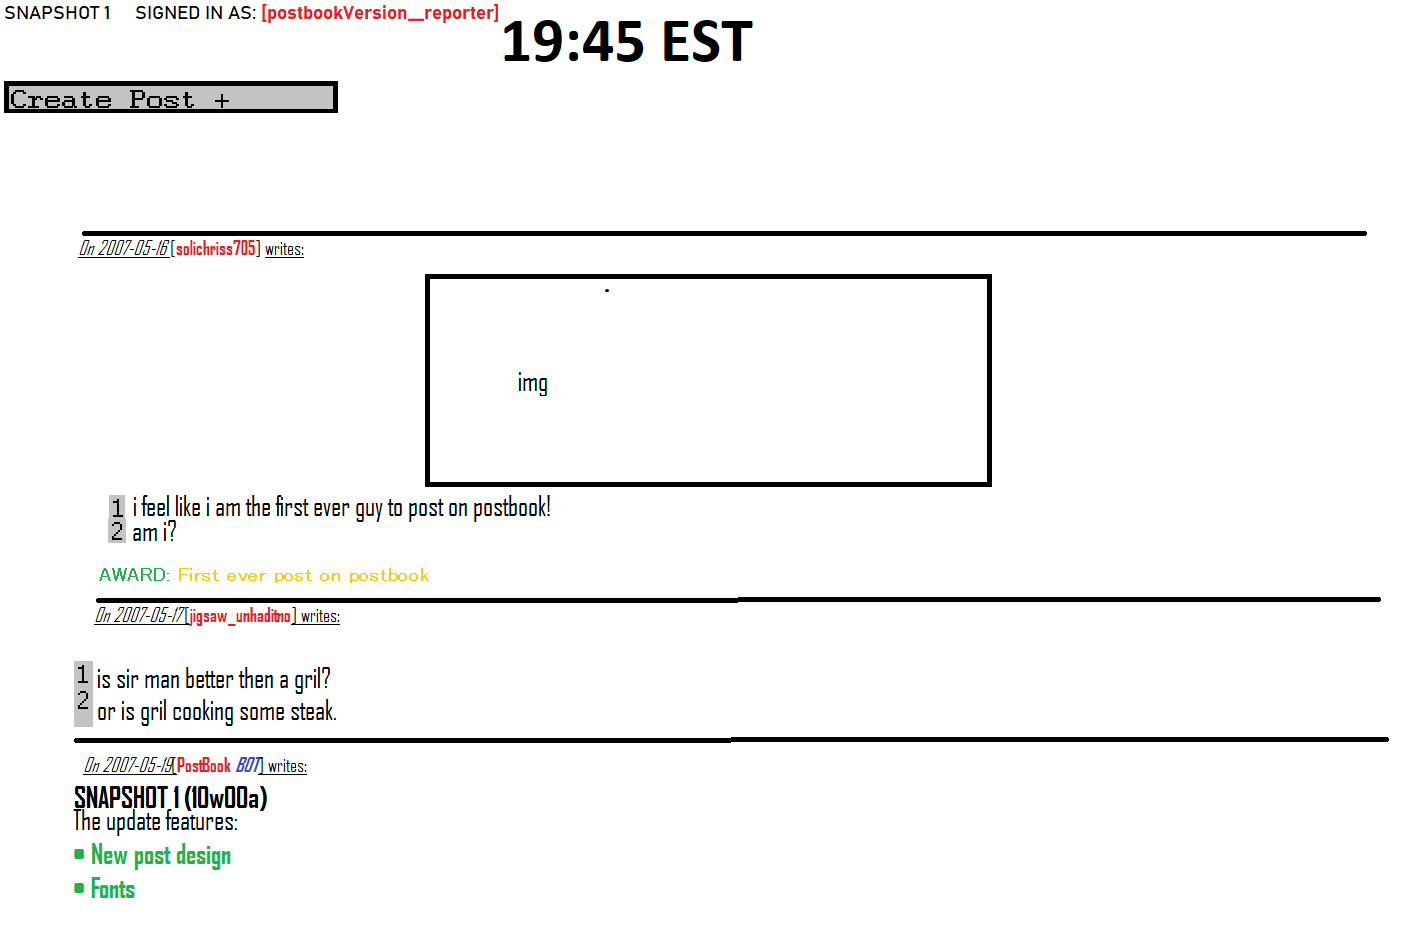 SNAPSHOT 1 SIGNED IN AS: [postbookVersion__reporter]
19:45 EST
Create Post +
On 2007-05-16 [solichriss705] writes:
img
1 i feel like i am the first ever guy to post on postbook!
2 am i?
AWARD: First ever post on postbook
On 2007-05-17 [jigsaw_unhaditno] writes:
1 is sir man better then a gril?
2 or is gril cooking some steak.
On 2007-05-19[PostBook BOT] writes:
SNAPSHOT 1 (10w00a)
The update features:
• New post design
• Fonts